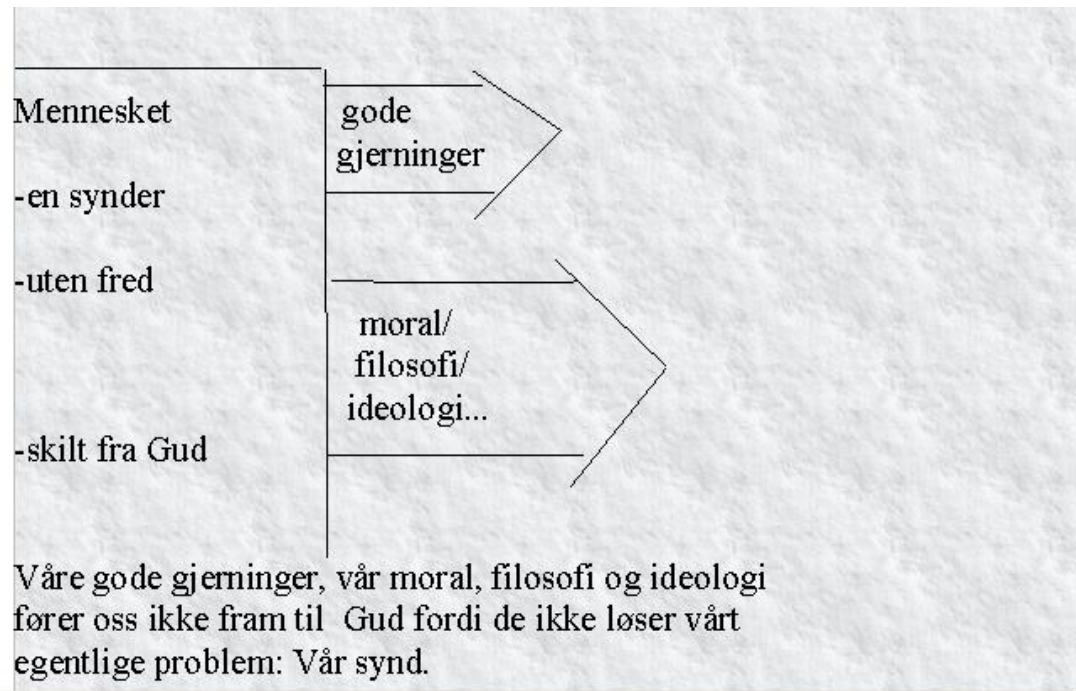 Mennesket
-en synder
-uten fred
-skilt fra Gud
gode
gjerninger
moral/
filosofi/
ideologi...
Våre gode gjerninger, vår moral, filosofi og ideologi
fører oss ikke fram til Gud fordi de ikke løser vårt
egentlige problem: Vår synd.